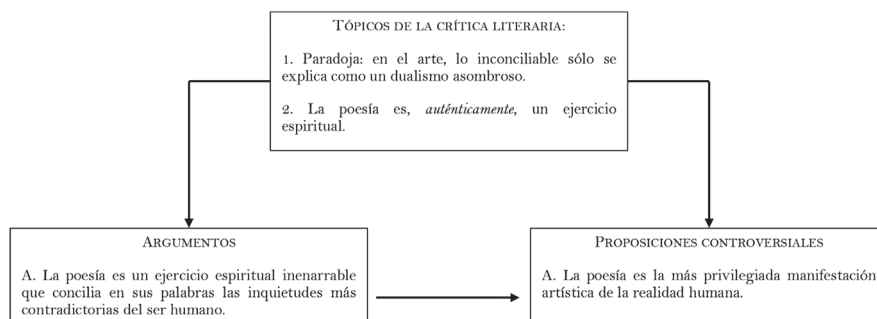 TÓPICOS DE LA CRÍTICA LITERARIA:
1. Paradoja: en el arte, lo inconciliable sólo se
explica como un dualismo asombroso.
2. La poesía es, auténticamente, un ejercicio
espiritual.
ARGUMENTOS
A. La poesía es un ejercicio espiritual inenarrable
que concilia en sus palabras las inquietudes más
contradictorias del ser humano.
PROPOSICIONES CONTROVERSIALES
A. La poesía es la más privilegiada manifestación
artística de la realidad humana.